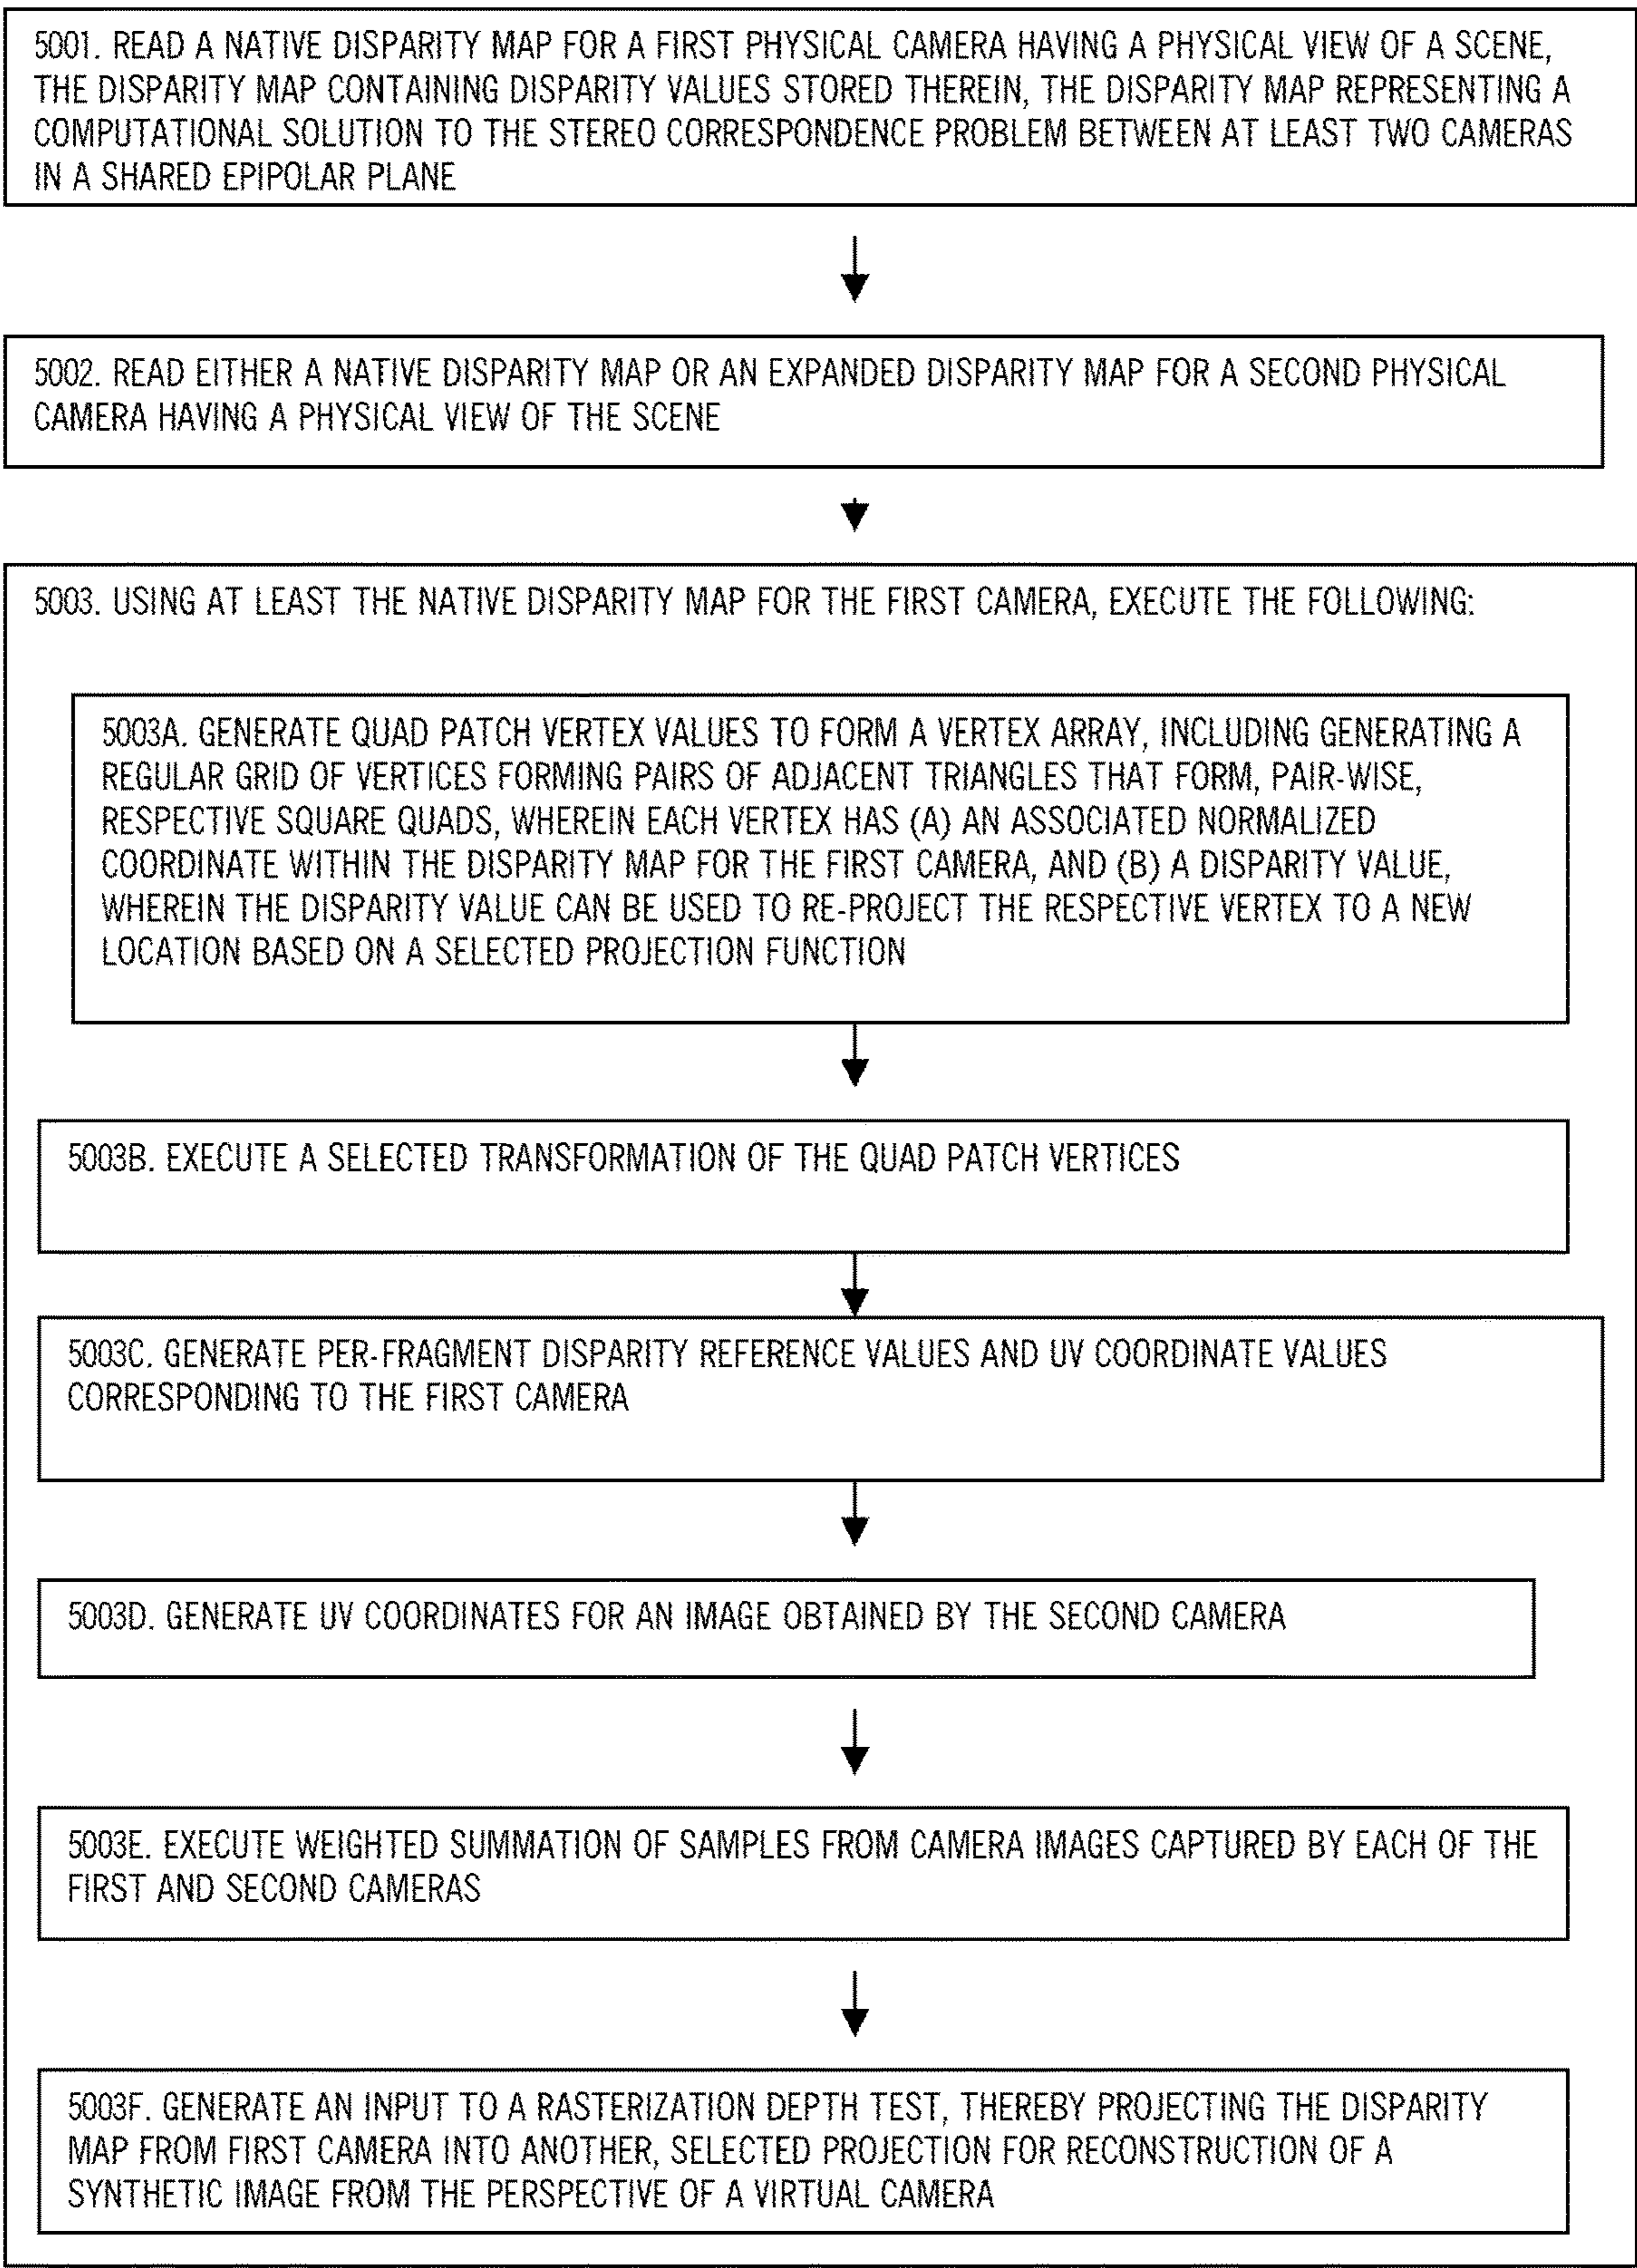 5001. READ A NATIVE DISPARITY MAP FOR A FIRST PHYSICAL CAMERA HAVING A PHYSICAL VIEW OF A SCENE,
THE DISPARITY MAP CONTAINING DISPARITY VALUES STORED THEREIN, THE DISPARITY MAP REPRESENTING A
COMPUTATIONAL SOLUTION TO THE STEREO CORRESPONDENCE PROBLEM BETWEEN AT LEAST TWO CAMERAS
IN A SHARED EPIPOLAR PLANE
5002. READ EITHER A NATIVE DISPARITY MAP OR AN EXPANDED DISPARITY MAP FOR A SECOND PHYSICAL
CAMERA HAVING A PHYSICAL VIEW OF THE SCENE
5003. USING AT LEAST THE NATIVE DISPARITY MAP FOR THE FIRST CAMERA, EXECUTE THE FOLLOWING:
5003A. GENERATE QUAD PATCH VERTEX VALUES TO FORM A VERTEX ARRAY, INCLUDING GENERATING A
REGULAR GRID OF VERTICES FORMING PAIRS OF ADJACENT TRIANGLES THAT FORM, PAIR-WISE,
RESPECTIVE SQUARE QUADS, WHEREIN EACH VERTEX HAS (A) AN ASSOCIATED NORMALIZED
COORDINATE WITHIN THE DISPARITY MAP FOR THE FIRST CAMERA, AND (B) A DISPARITY VALUE,
WHEREIN THE DISPARITY VALUE CAN BE USED TO RE-PROJECT THE RESPECTIVE VERTEX TO A NEW
LOCATION BASED ON A SELECTED PROJECTION FUNCTION
5003B. EXECUTE A SELECTED TRANSFORMATION OF THE QUAD PATCH VERTICES
5003C. GENERATE PER-FRAGMENT DISPARITY REFERENCE VALUES AND UV COORDINATE VALUES
CORRESPONDING TO THE FIRST CAMERA
5003D. GENERATE UV COORDINATES FOR AN IMAGE OBTAINED BY THE SECOND CAMERA
5003E. EXECUTE WEIGHTED SUMMATION OF SAMPLES FROM CAMERA IMAGES CAPTURED BY EACH OF THE
FIRST AND SECOND CAMERAS
5003F. GENERATE AN INPUT TO A RASTERIZATION DEPTH TEST, THEREBY PROJECTING THE DISPARITY
MAP FROM FIRST CAMERA INTO ANOTHER, SELECTED PROJECTION FOR RECONSTRUCTION OF A
SYNTHETIC IMAGE FROM THE PERSPECTIVE OF A VIRTUAL CAMERA